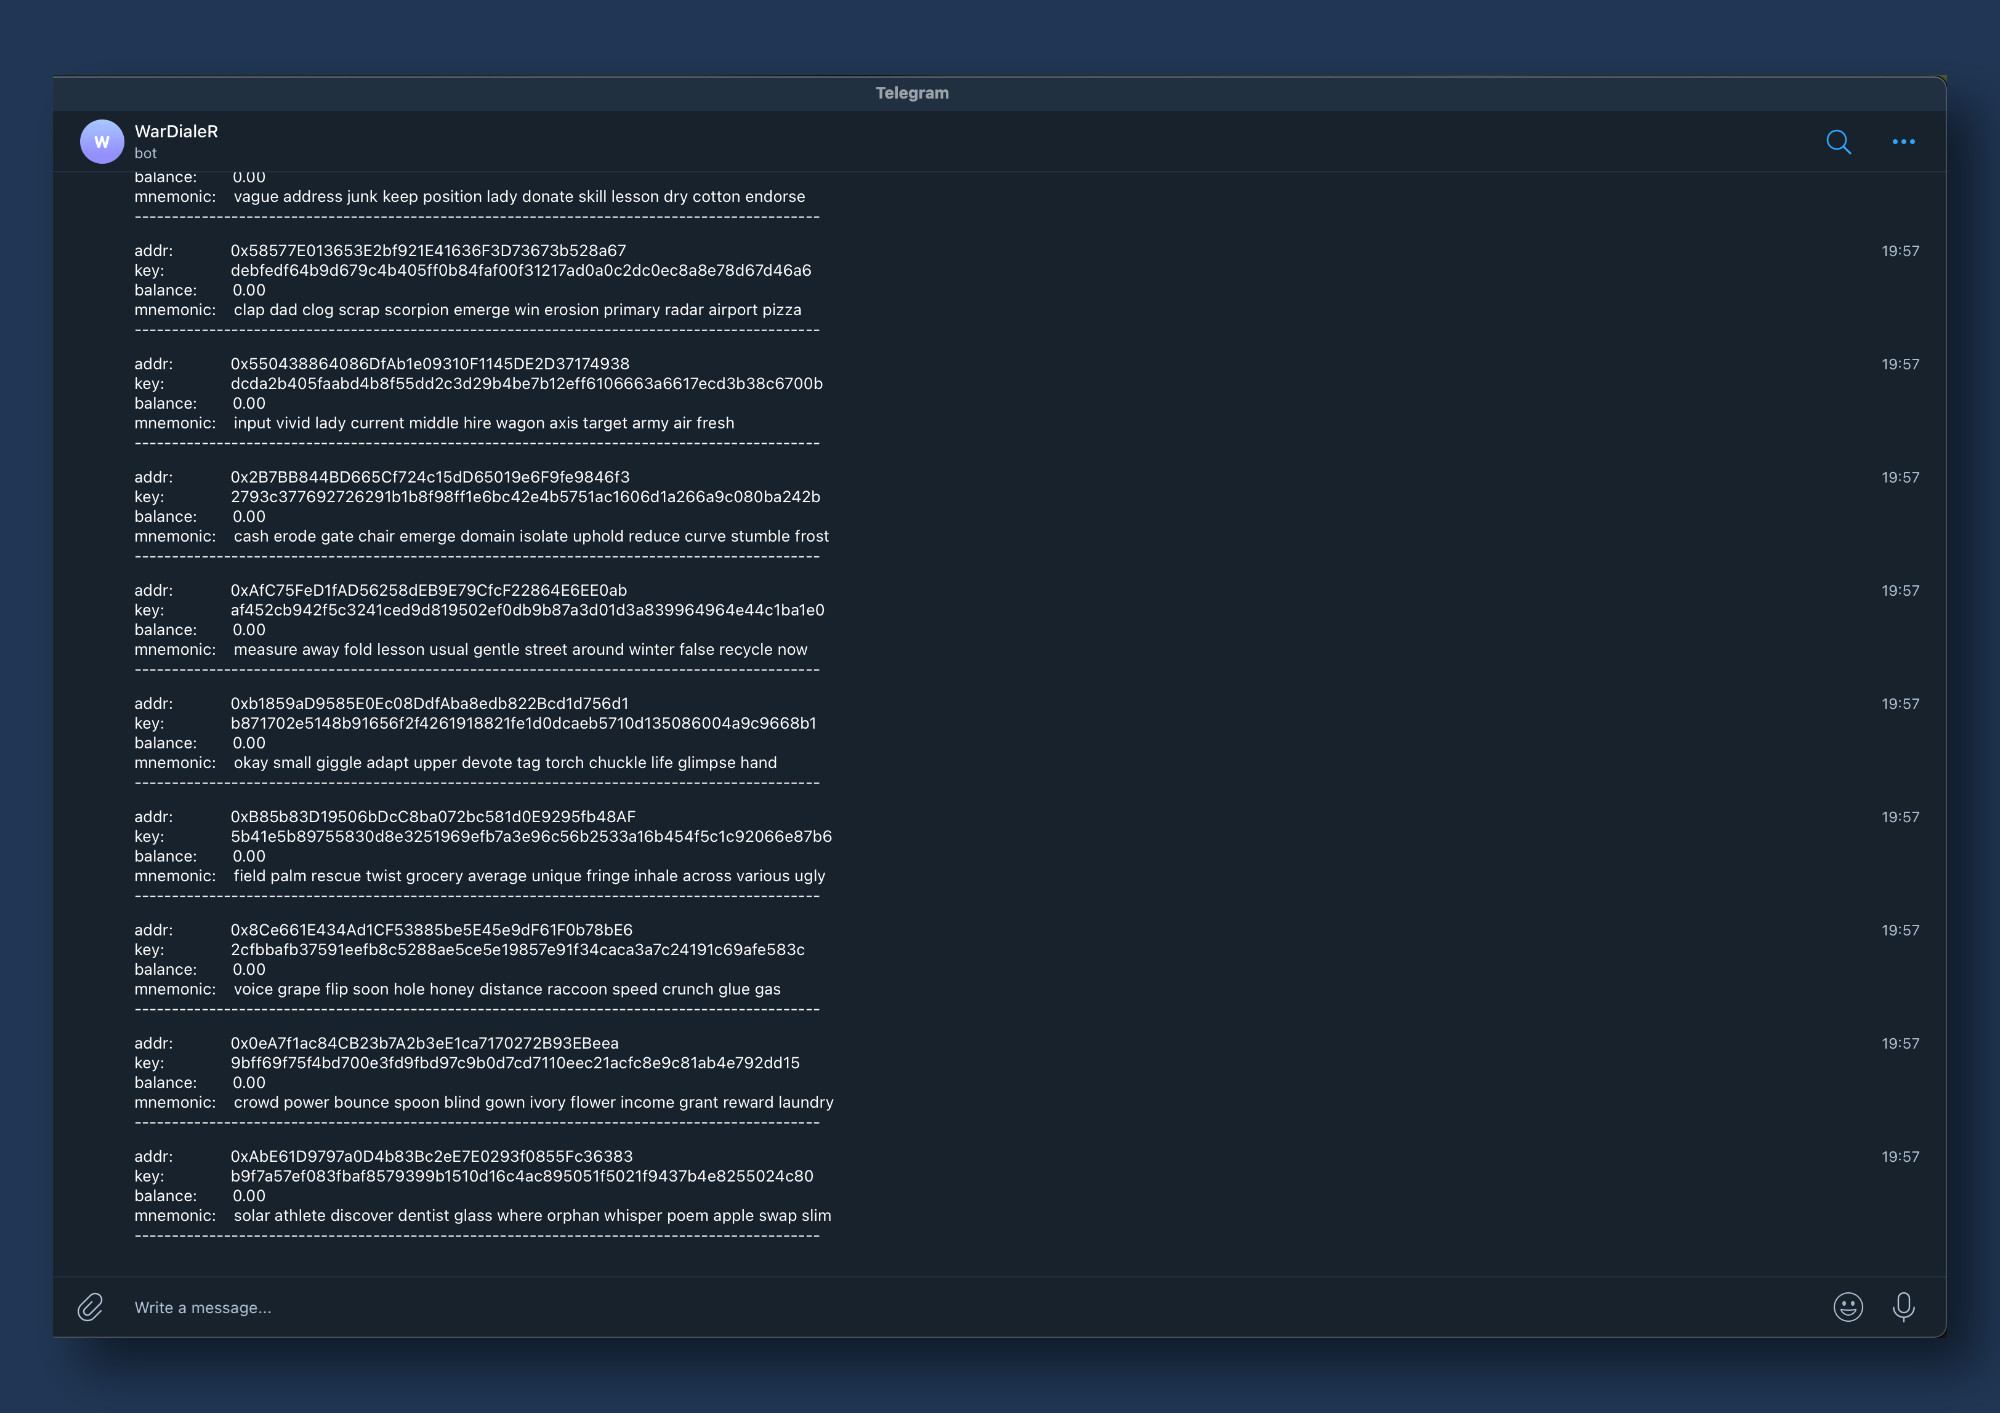 Telegram
W
WarDialeR
bot
balance: 0.00
mnemonic: vague address junk keep position lady donate skill lesson dry cotton endorse
--------------------------------------------------------------------------------------------
addr: 0x58577E013653E2bf921E41636F3D73673b528a67 19:57
key: debfedf64b9d679c4b405ff0b84faf00f31217ad0a0c2dc0ec8a8e78d67d46a6
balance: 0.00
mnemonic: clap dad clog scrap scorpion emerge win erosion primary radar airport pizza
--------------------------------------------------------------------------------------------
addr: 0x550438864086DfAb1e09310F1145DE2D37174938 19:57
key: dcda2b405faabd4b8f55dd2c3d29b4be7b12eff6106663a6617ecd3b38c6700b
balance: 0.00
mnemonic: input vivid lady current middle hire wagon axis target army air fresh
--------------------------------------------------------------------------------------------
addr: 0x2B7BB844BD665Cf724c15dD65019e6F9fe9846f3 19:57
key: 2793c377692726291b1b8f98ff1e6bc42e4b5751ac1606d1a266a9c080ba242b
balance: 0.00
mnemonic: cash erode gate chair emerge domain isolate uphold reduce curve stumble frost
--------------------------------------------------------------------------------------------
addr: 0xAfC75FeD1fAD56258dEB9E79CfcF22864E6EE0ab 19:57
key: af452cb942f5c3241ced9d819502ef0db9b87a3d01d3a839964964e44c1ba1e0
balance: 0.00
mnemonic: measure away fold lesson usual gentle street around winter false recycle now
--------------------------------------------------------------------------------------------
addr: 0xb1859aD9585E0Ec08DdfAba8edb822Bcd1d756d1 19:57
key: b871702e5148b91656f2f4261918821fe1d0dcaeb5710d135086004a9c9668b1
balance: 0.00
mnemonic: okay small giggle adapt upper devote tag torch chuckle life glimpse hand
--------------------------------------------------------------------------------------------
addr: 0xB85b83D19506bDcC8ba072bc581d0E9295fb48AF 19:57
key: 5b41e5b89755830d8e3251969efb7a3e96c56b2533a16b454f5c1c92066e87b6
balance: 0.00
mnemonic: field palm rescue twist grocery average unique fringe inhale across various ugly
--------------------------------------------------------------------------------------------
addr: 0x8Ce661E434Ad1CF53885be5E45e9dF61F0b78bE6 19:57
key: 2cfbbafb37591eefb8c5288ae5ce5e19857e91f34caca3a7c24191c69afe583c
balance: 0.00
mnemonic: voice grape flip soon hole honey distance raccoon speed crunch glue gas
--------------------------------------------------------------------------------------------
addr: 0x0eA7f1ac84CB23b7A2b3eE1ca7170272B93EBeea 19:57
key: 9bff69f75f4bd700e3fd9fbd97c9b0d7cd7110eec21acfc8e9c81ab4e792dd15
balance: 0.00
mnemonic: crowd power bounce spoon blind gown ivory flower income grant reward laundry
--------------------------------------------------------------------------------------------
addr: 0xAbE61D9797a0D4b83Bc2eE7E0293f0855Fc36383 19:57
key: b9f7a57ef083fbaf8579399b1510d16c4ac895051f5021f9437b4e8255024c80
balance: 0.00
mnemonic: solar athlete discover dentist glass where orphan whisper poem apple swap slim
--------------------------------------------------------------------------------------------
Write a message...